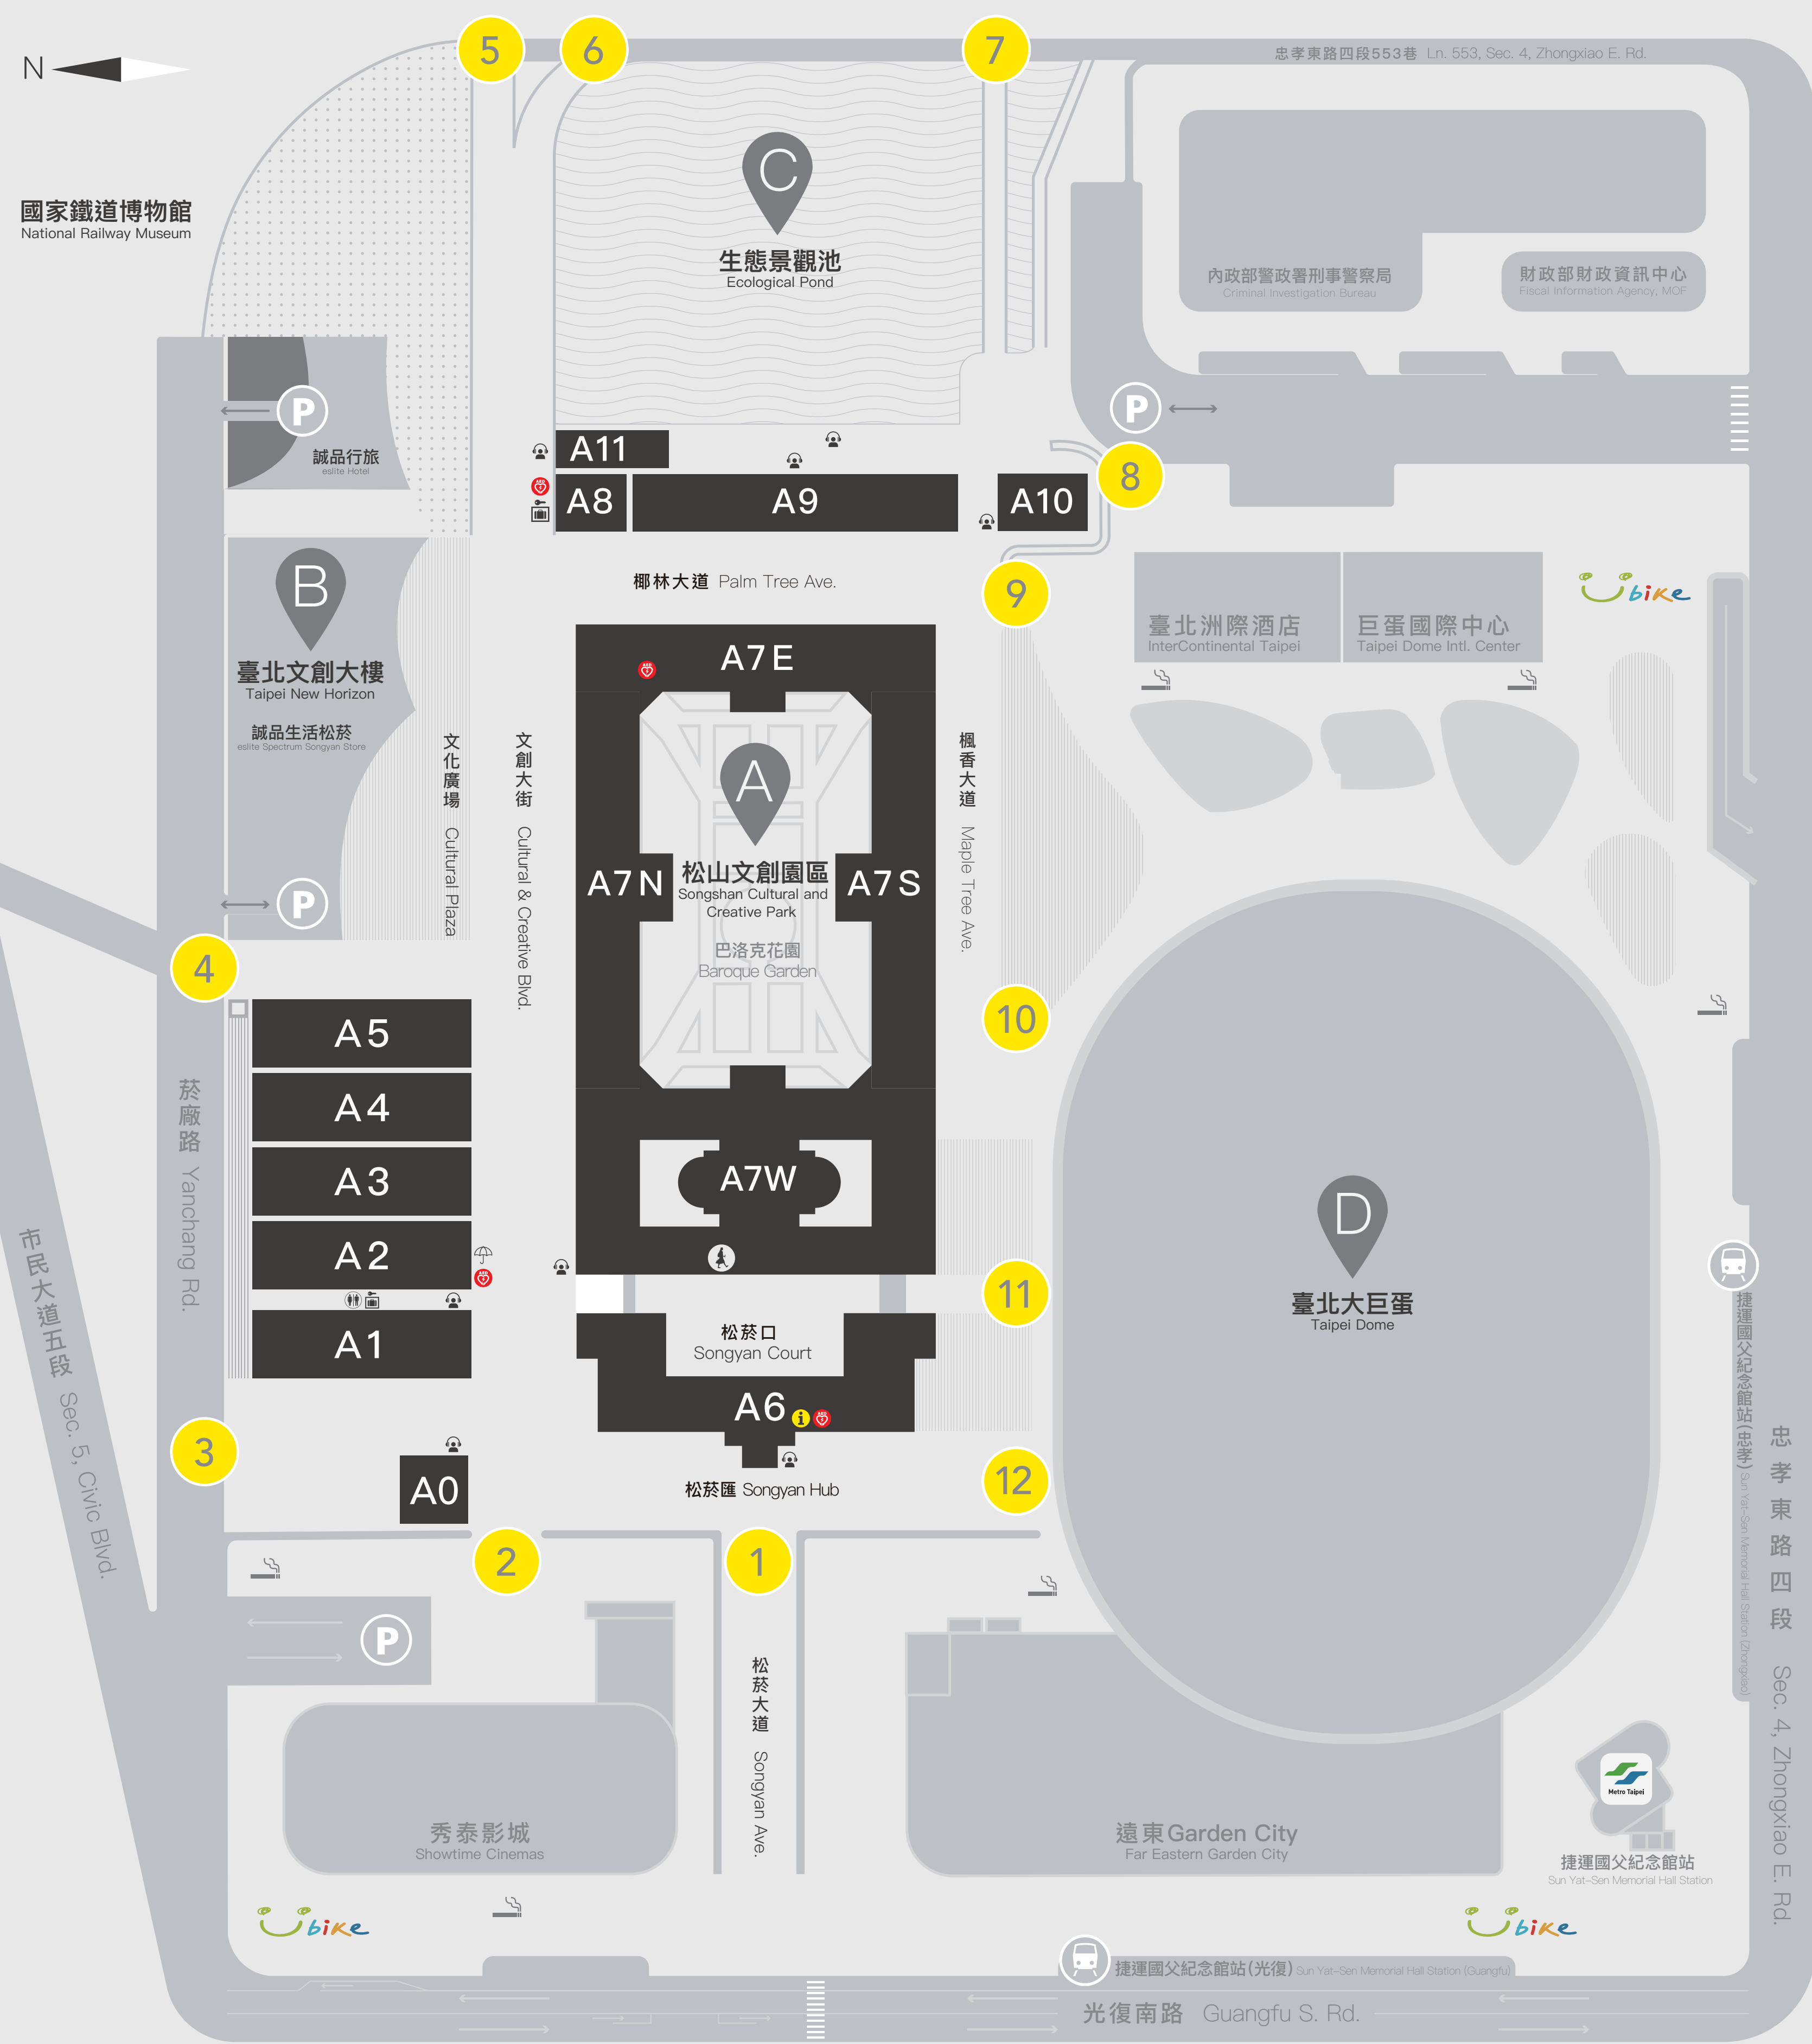 N
5
6
7
忠孝東路四段553巷 Ln. 553, Sec. 4, Zhongxiao E. Rd.
國家鐵道博物館
National Railway Museum
C
生態景觀池
Ecological Pond
內政部警政署刑事警察局
Criminal Investigation Bureau
財政部財政資訊中心
Fiscal Information Agency, MOF
P
誠品行旅
eslite Hotel
P
8
A11
AED
A8
A9
A10
椰林大道 Palm Tree Ave.
9
B
臺北文創大樓
Taipei New Horizon
誠品生活松菸
eslite Spectrum Songyan Store
臺北洲際酒店
InterContinental Taipei
巨蛋國際中心
Taipei Dome Intl. Center
Ubike
AED
A7E
文化廣場 Cultural Plaza
文創大街 Cultural & Creative Blvd.
楓香大道 Maple Tree Ave.
A
A7N
松山文創園區
Songshan Cultural and
Creative Park
A7S
巴洛克花園
Baroque Garden
P
4
10
A5
A4
A3
A2
A1
菸廠路 Yanchang Rd.
市民大道五段 Sec. 5, Civic Blvd.
A7W
AED
11
D
臺北大巨蛋
Taipei Dome
松菸口
Songyan Court
A6
i
AED
3
A0
松菸匯 Songyan Hub
12
2
1
捷運國父紀念館站(忠孝) Sun Yat-Sen Memorial Hall Station (Zhongxiao)
忠孝東路四段 Sec. 4, Zhongxiao E. Rd.
P
松菸大道 Songyan Ave.
秀泰影城
Showtime Cinemas
遠東Garden City
Far Eastern Garden City
Metro Taipei
捷運國父紀念館站
Sun Yat-Sen Memorial Hall Station
Ubike
Ubike
捷運國父紀念館站(光復) Sun Yat-Sen Memorial Hall Station (Guangfu)
光復南路 Guangfu S. Rd.